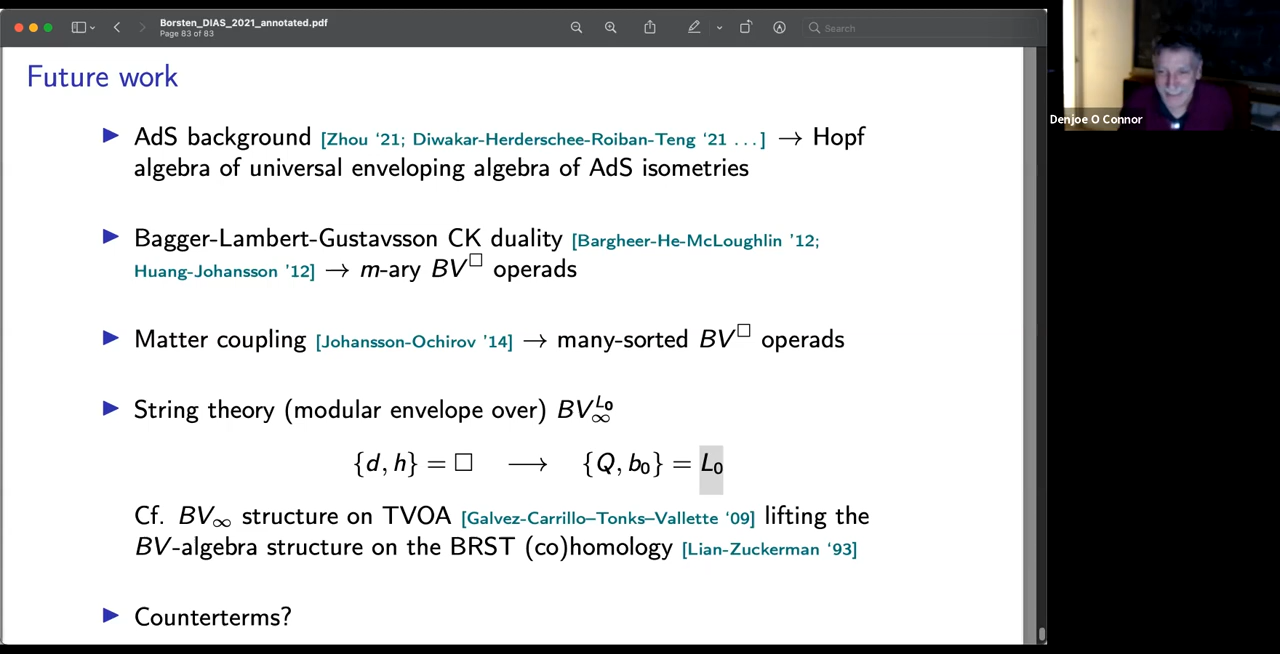 Borsten_DIAS_2021_annotated.pdf
Page 83 of 83
Search
Future work
▶ AdS background [Zhou ‘21; Diwakar-Herderschee-Roiban-Teng ‘21 ...] → Hopf
algebra of universal enveloping algebra of AdS isometries
▶ Bagger-Lambert-Gustavsson CK duality [Bargheer-He-McLoughlin ’12;
Huang-Johansson ’12] → m-ary BV□ operads
▶ Matter coupling [Johansson-Ochirov ’14] → many-sorted BV□ operads
▶ String theory (modular envelope over) BV∞L₀
{d, h} = □ ⟶ {Q, b₀} = L₀
Cf. BV∞ structure on TVOA [Galvez-Carrillo–Tonks–Vallette ‘09] lifting the
BV-algebra structure on the BRST (co)homology [Lian-Zuckerman ‘93]
▶ Counterterms?
Denjoe O Connor